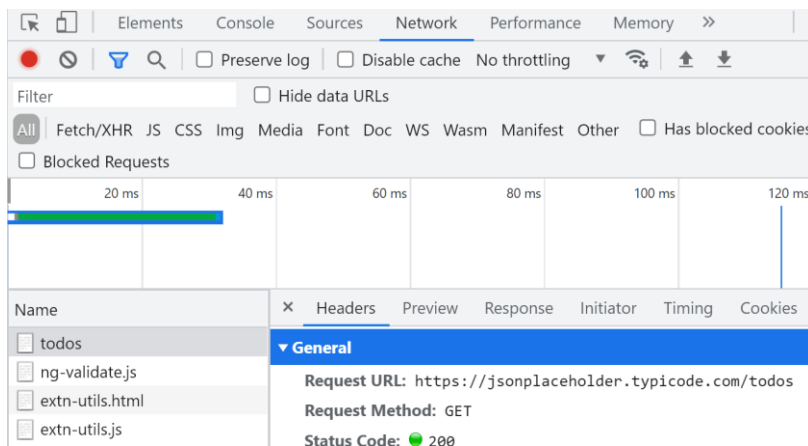 Elements Console Sources Network Performance Memory »
Preserve log Disable cache No throttling
Filter Hide data URLs
All Fetch/XHR JS CSS Img Media Font Doc WS Wasm Manifest Other Has blocked cookies
Blocked Requests
20 ms 40 ms 60 ms 80 ms 100 ms 120 ms
Name × Headers Preview Response Initiator Timing Cookies
todos
General
ng-validate.js
Request URL: https://jsonplaceholder.typicode.com/todos
extn-utils.html
Request Method: GET
extn-utils.js
Status Code: 200